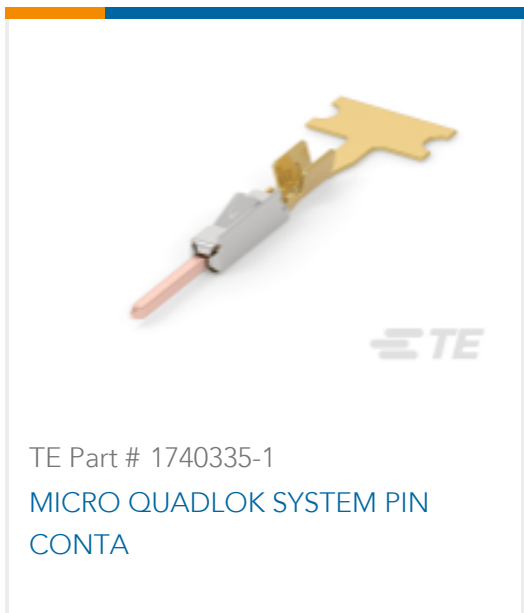 TE
TE Part # 1740335-1
MICRO QUADLOK SYSTEM PIN
CONTA